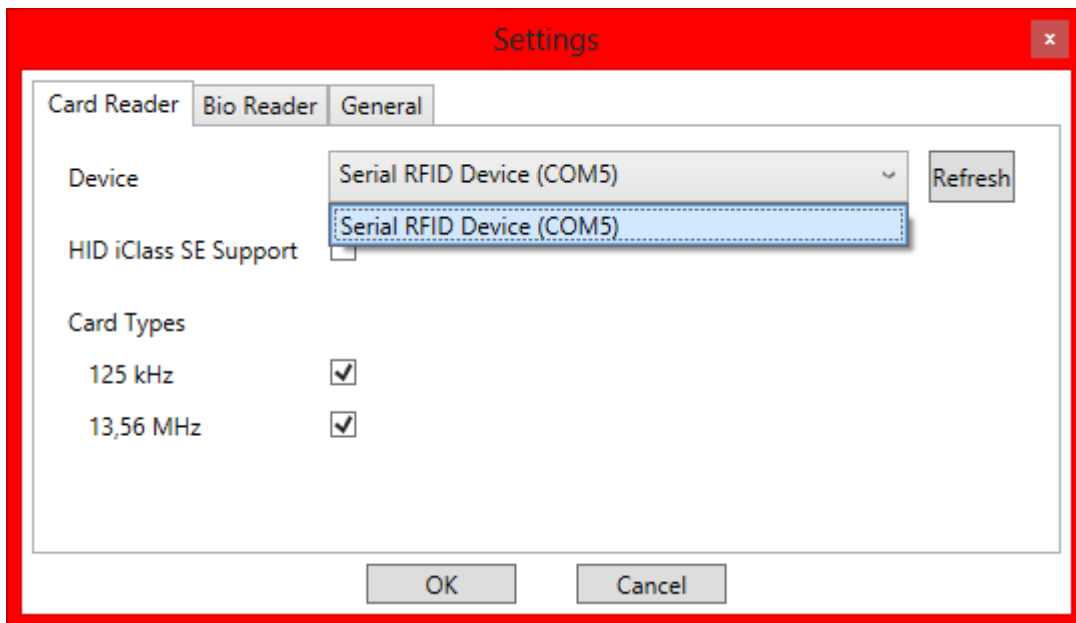 Settings
x
Card Reader Bio Reader General
Device Serial RFID Device (COM5) Refresh
Serial RFID Device (COM5)
HID iClass SE Support
Card Types
125 kHz
13,56 MHz
OK Cancel